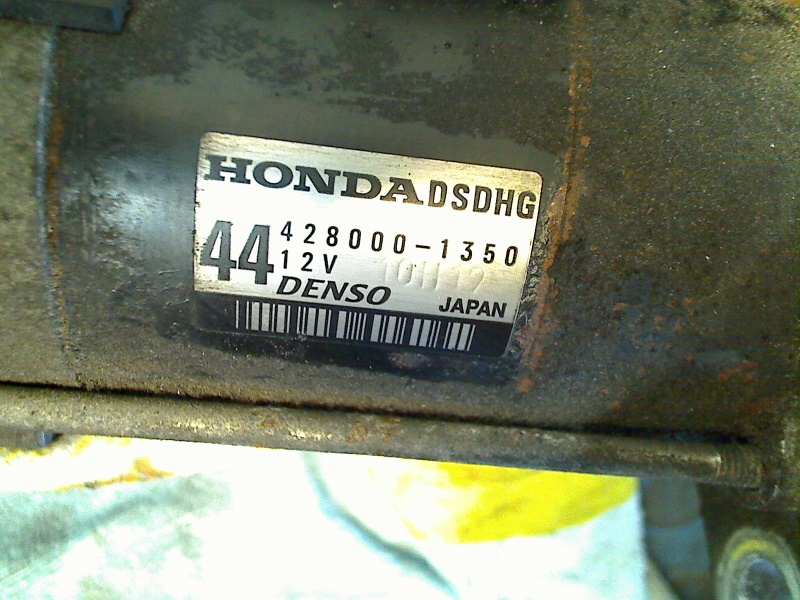 HONDA DSDHG
44 428000-1350
12V
DENSO JAPAN